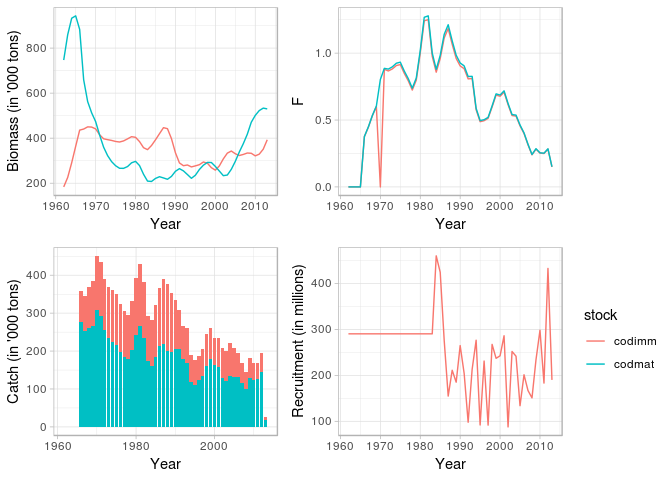 Biomass (in '000 tons)
800
600
400
200
1960 1970 1980 1990 2000 2010
Year
F
1.0
0.5
0.0
1960 1970 1980 1990 2000 2010
Year
Catch (in '000 tons)
400
300
200
100
0
1960 1980 2000
Year
Recruitment (in millions)
400
300
200
100
1960 1970 1980 1990 2000 2010
Year
stock
codimm
codmat